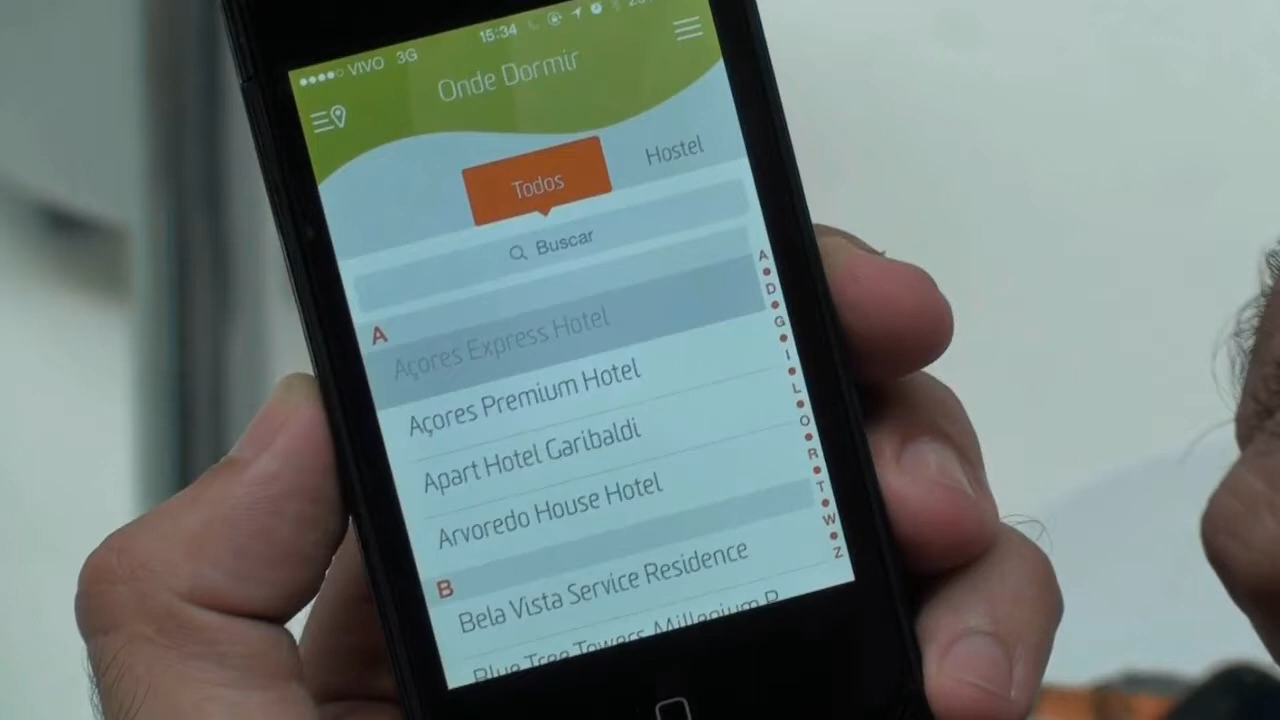 VIVO 3G 15:34
Onde Dormir
Todos Hostel
Buscar
A
Açores Express Hotel
Açores Premium Hotel
Apart Hotel Garibaldi
Arvoredo House Hotel
B
Bela Vista Service Residence
Blue Tree Towers Millenium P
A
D
G
I
L
O
R
T
W
Z